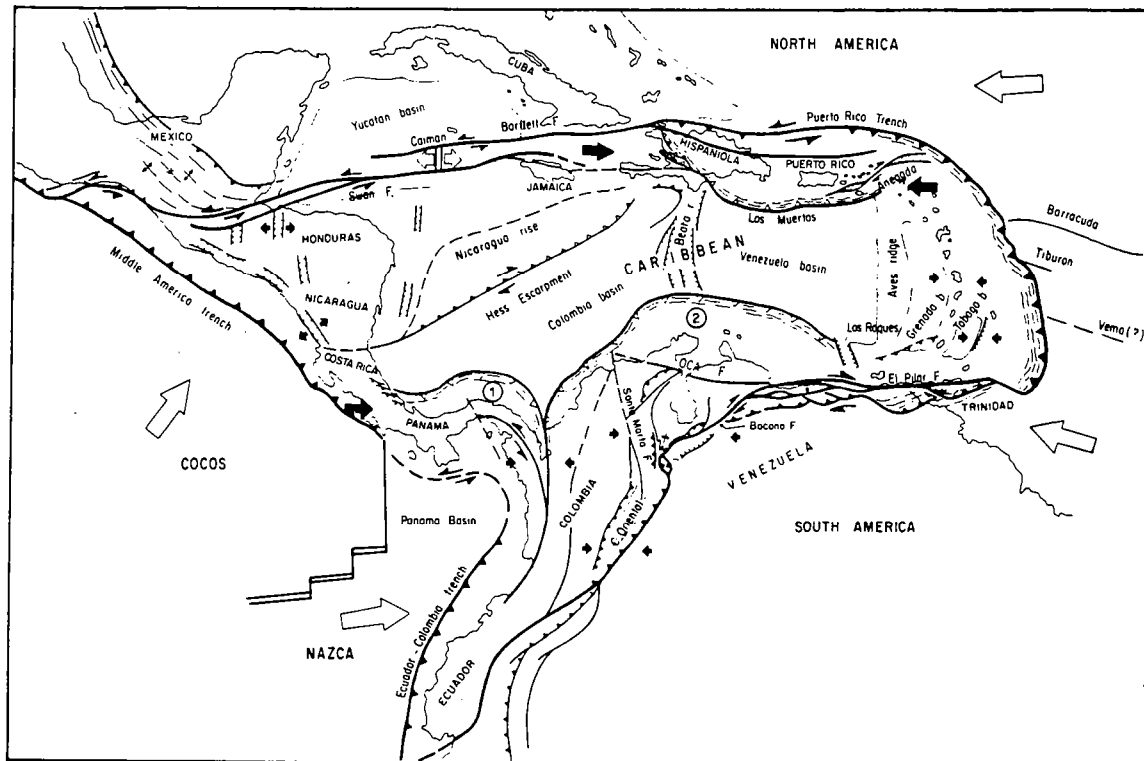 NORTH AMERICA
CUBA
Yucatan basin
MEXICO
Caiman
Bartlett F.
Puerto Rico Trench
HISPANIOLA
PUERTO RICO
Anegada
JAMAICA
Swan F.
Los Muertos
Barracuda
HONDURAS
Nicaragua rise
Beata r
CARIBBEAN
Venezuela basin
Aves ridge
Tiburon
Middle America trench
NICARAGUA
Hess Escarpment
Colombia basin
Grenada b
Tobago b
Vema (?)
2
Los Roques
COSTA RICA
OCA F
El Pilar F
1
TRINIDAD
PANAMA
Santa Marta F
Bocono F
VENEZUELA
COCOS
COLOMBIA
Panama Basin
C. Oriental
SOUTH AMERICA
Ecuador-Colombia trench
NAZCA
ECUADOR